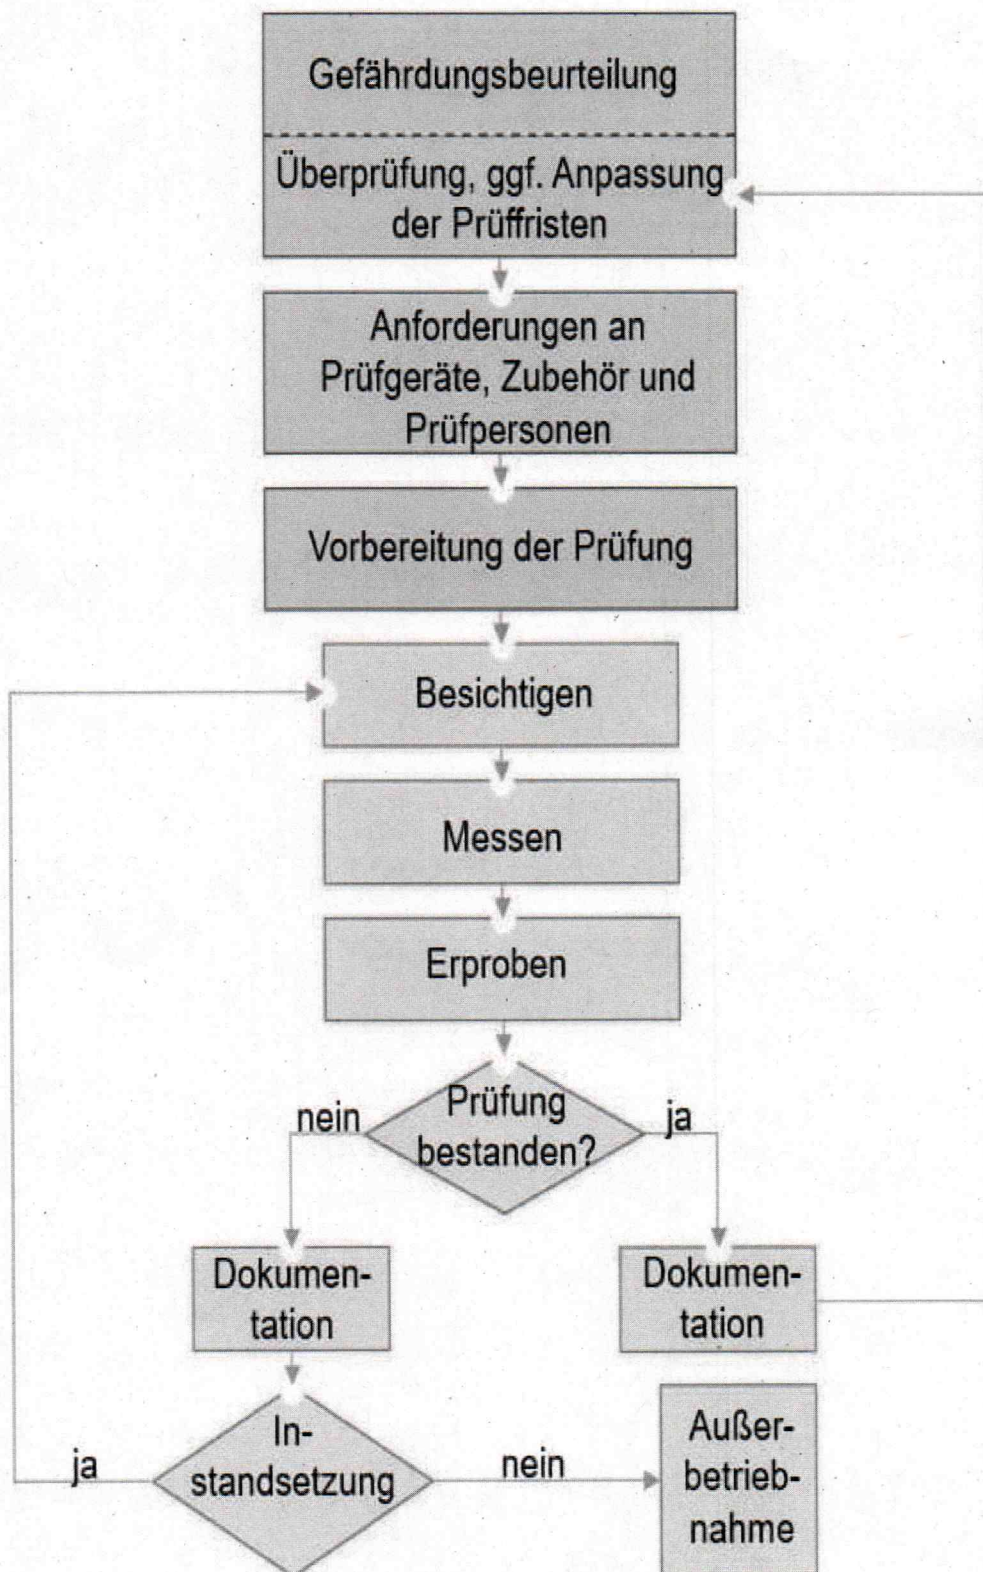 Gefährdungsbeurteilung
Überprüfung, ggf. Anpassung
der Prüffristen
Anforderungen an
Prüfgeräte, Zubehör und
Prüfpersonen
Vorbereitung der Prüfung
Besichtigen
Messen
Erproben
Prüfung
bestanden?
nein
ja
Dokumen-
tation
Dokumen-
tation
In-
standsetzung
ja
nein
Außer-
betrieb-
nahme